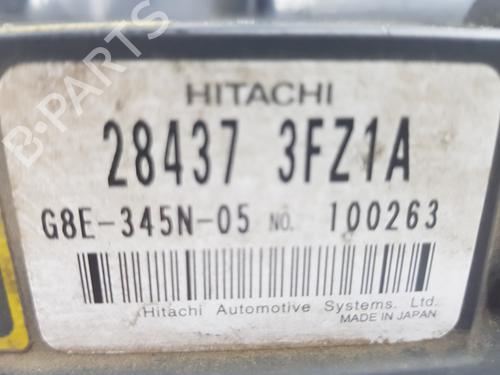 HITACHI
28437 3FZ1A
G8E-345N-05 NO. 100263
Hitachi Automotive Systems. Ltd.
MADE IN JAPAN
B-PARTS